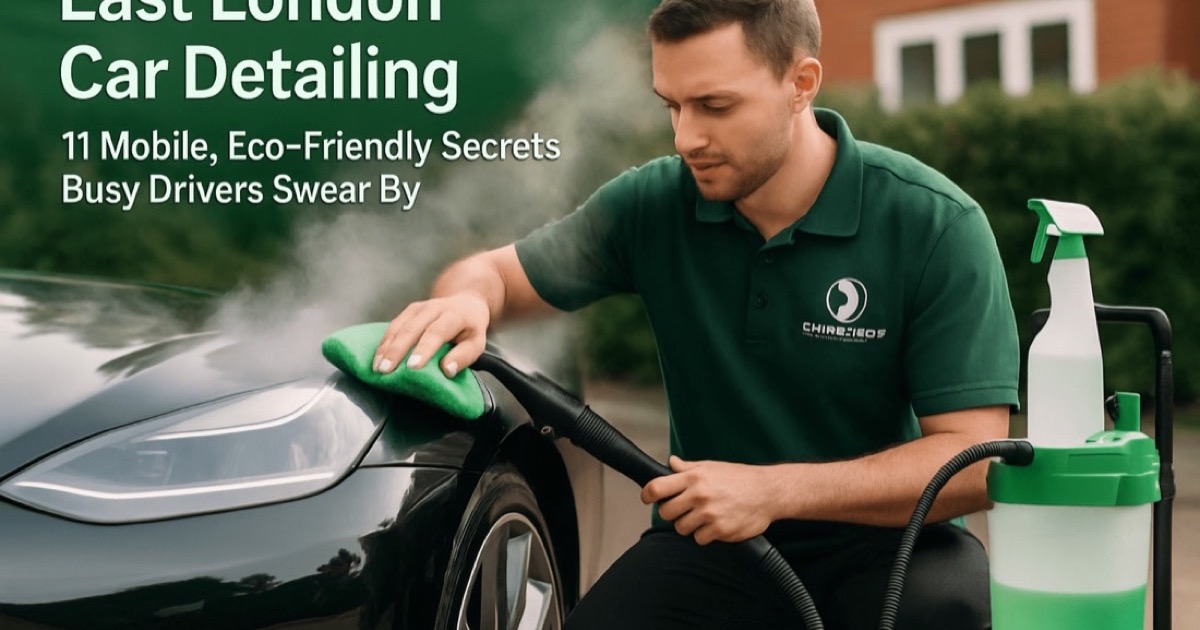 East London
Car Detailing
11 Mobile, Eco-Friendly Secrets
Busy Drivers Swear By